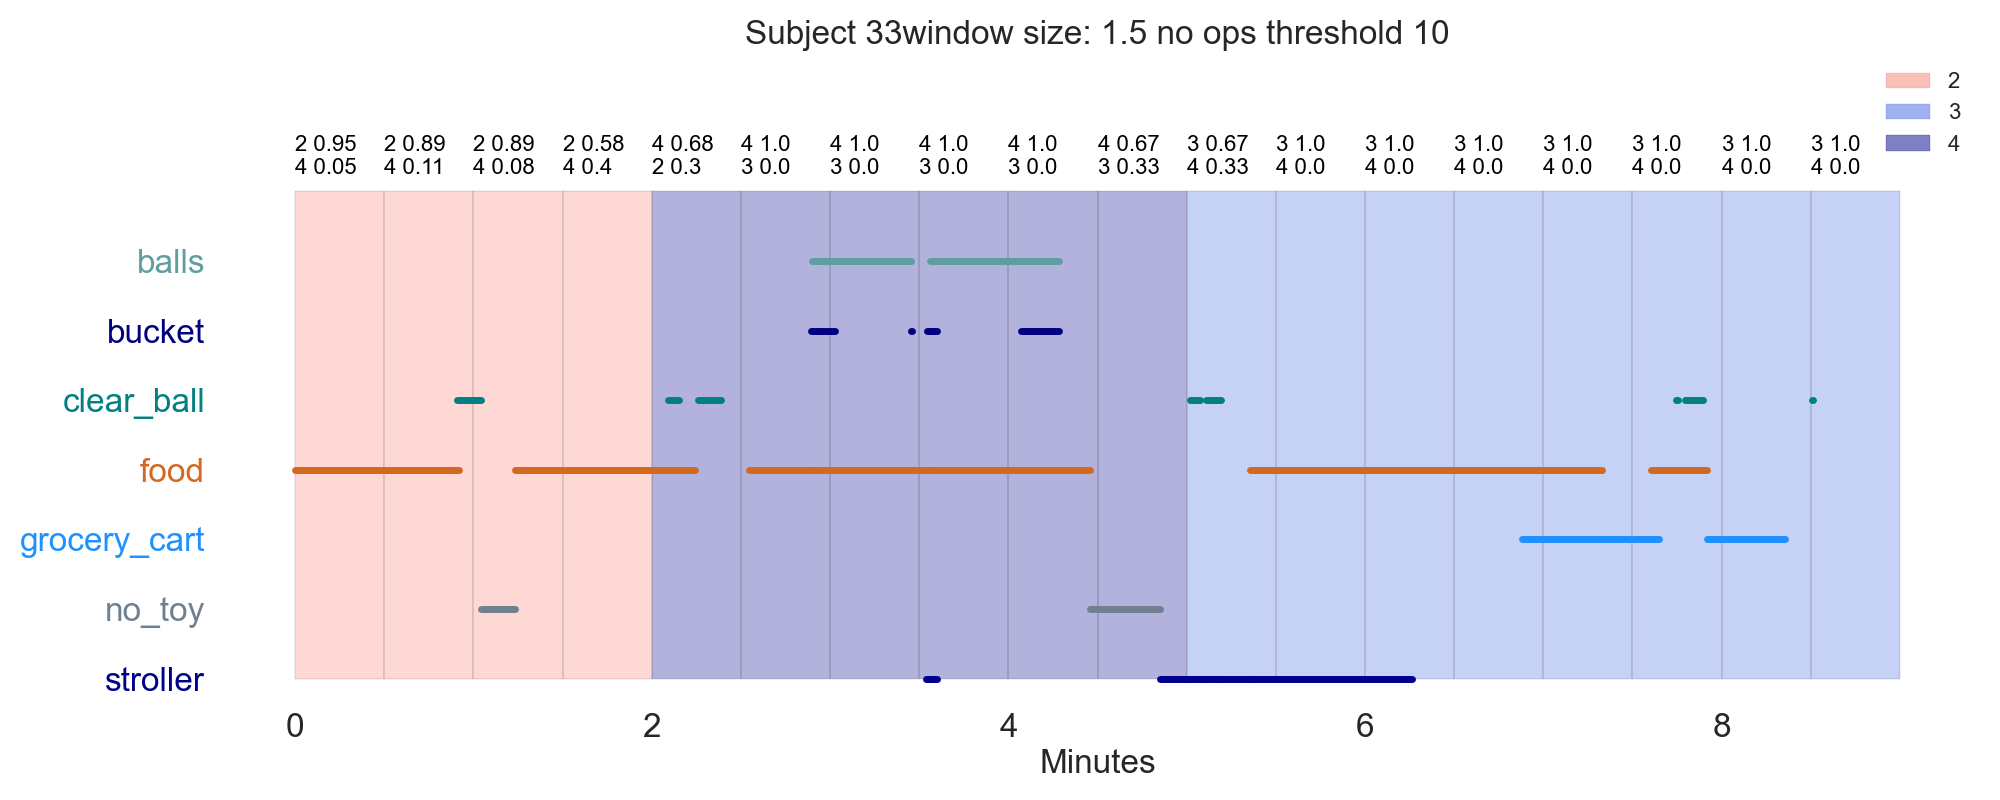 Subject 33window size: 1.5 no ops threshold 10
2
3
4
2 0.95 2 0.89 2 0.89 2 0.58 4 0.68 4 1.0 4 1.0 4 1.0 4 1.0 4 0.67 3 0.67 3 1.0 3 1.0 3 1.0 3 1.0 3 1.0 3 1.0 3 1.0
4 0.05 4 0.11 4 0.08 4 0.4 2 0.3 3 0.0 3 0.0 3 0.0 3 0.0 3 0.33 4 0.33 4 0.0 4 0.0 4 0.0 4 0.0 4 0.0 4 0.0 4 0.0
balls
bucket
clear_ball
food
grocery_cart
no_toy
stroller
0 2 4 6 8
Minutes